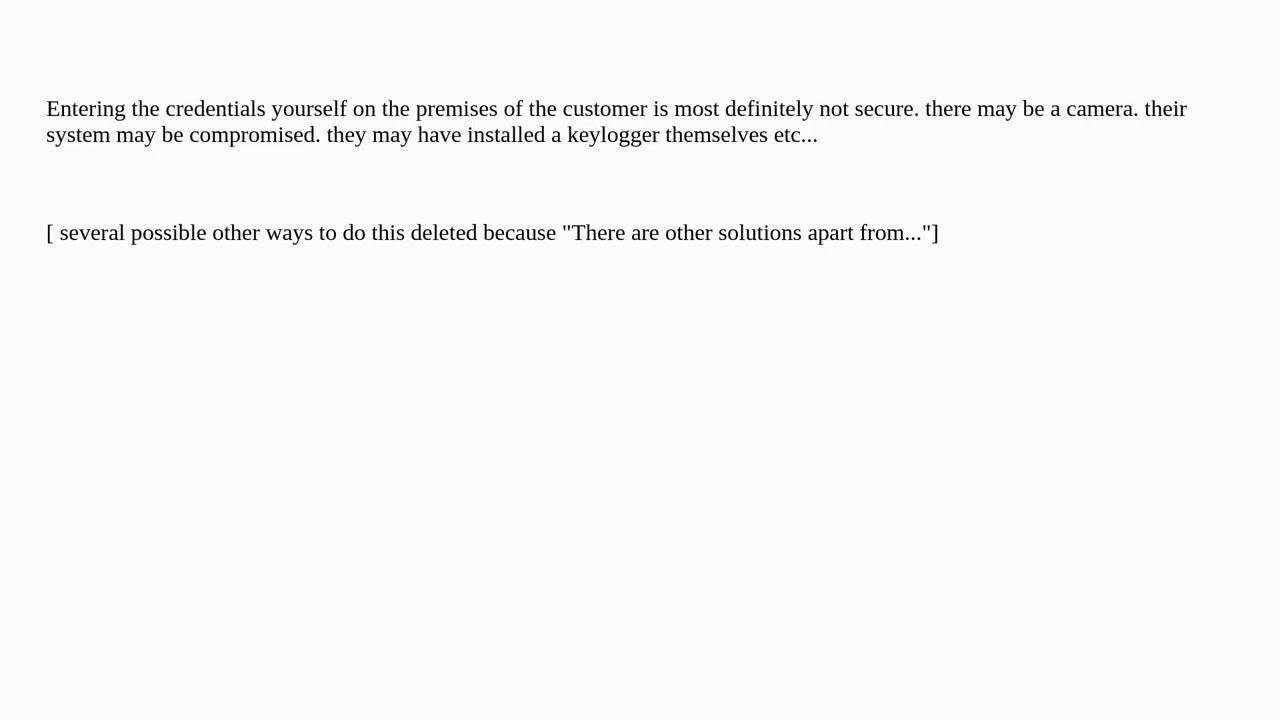 Entering the credentials yourself on the premises of the customer is most definitely not secure. there may be a camera. their
system may be compromised. they may have installed a keylogger themselves etc...
[ several possible other ways to do this deleted because "There are other solutions apart from..."]